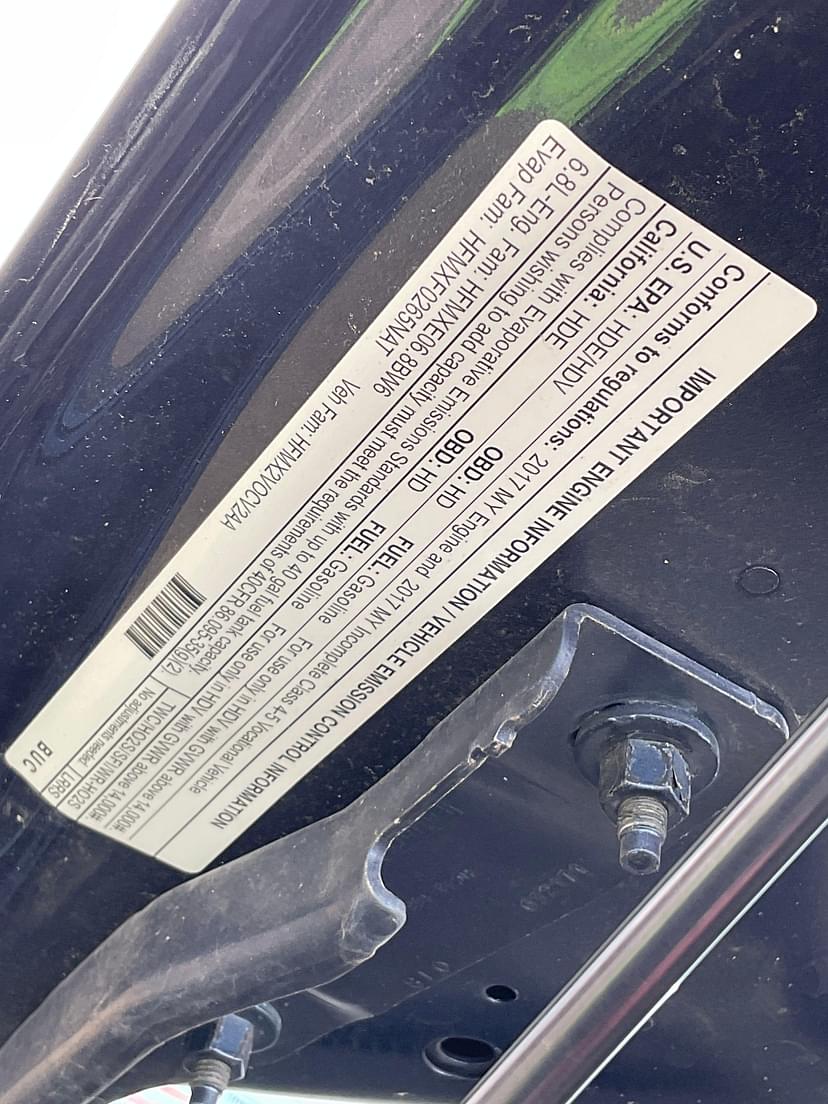 IMPORTANT ENGINE INFORMATION / VEHICLE EMISSION CONTROL INFORMATION
Conforms to regulations: 2017 MY Engine and 2017 MY Incomplete Class 4-5 Vocational Vehicle
U.S. EPA: HDE/HDV OBD: HD FUEL: Gasoline For use only in HDV with GVWR above 14,000#.
California: HDE OBD: HD FUEL: Gasoline For use only in HDV with GVWR above 14,000#.
Complies with Evaporative Emissions Standards with up to 40 gal fuel tank capacity. TWC/HO2S/SFI/WR-HO2S
Persons wishing to add capacity must meet the requirements of 40CFR 86.095-35(g)(2) LLBRS
6.8L-Eng. Fam: HFMXE06.8BW6 No adjustments needed.
Evap Fam: HFMXF0265NAT Veh Fam: HFMX2VOCV24A
BUC